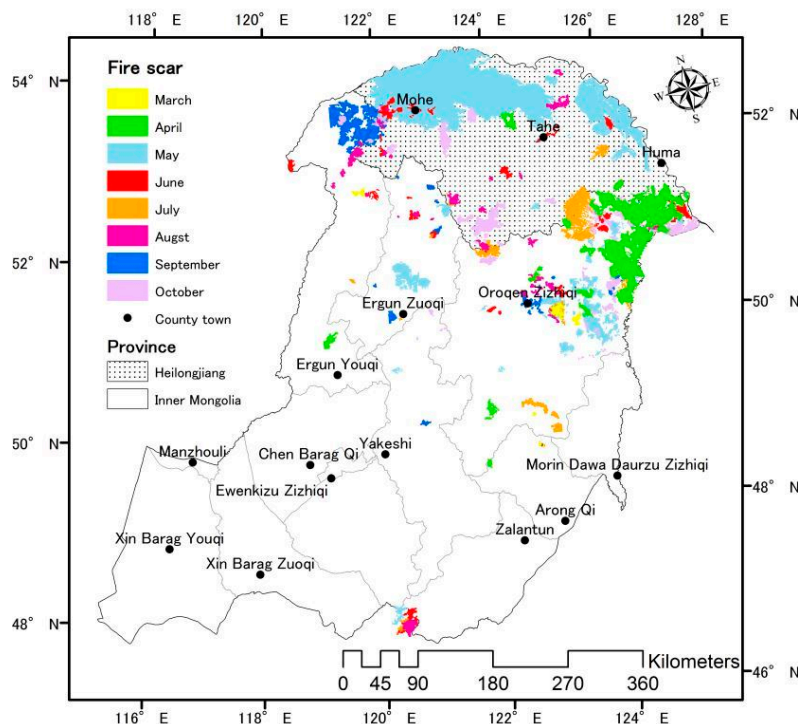 118° E 120° E 122° E 124° E 126° E 128° E
54° N
52° N
50° N
48° N
52° N
50° N
48° N
46° N
N
E
S
W
Fire scar
March
April
May
June
July
Augst
September
October
County town
Province
Heilongjiang
Inner Mongolia
Mohe
Tahe
Huma
Oroqen Zizhiqi
Ergun Zuoqi
Ergun Youqi
Manzhouli
Chen Barag Qi
Yakeshi
Ewenkizu Zizhiqi
Morin Dawa Daurzu Zizhiqi
Arong Qi
Zalantun
Xin Barag Youqi
Xin Barag Zuoqi
Kilometers
0 45 90 180 270 360
116° E 118° E 120° E 122° E 124° E